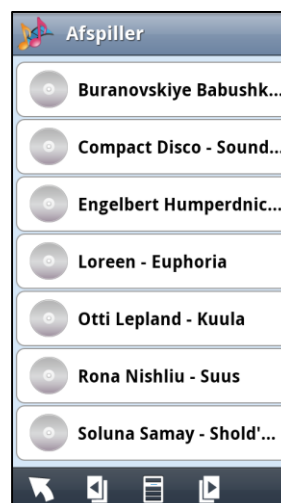 Afspiller
Buranovskiye Babushk...
Compact Disco - Sound...
Engelbert Humperdnic...
Loreen - Euphoria
Otti Lepland - Kuula
Rona Nishliu - Suus
Soluna Samay - Shold'...